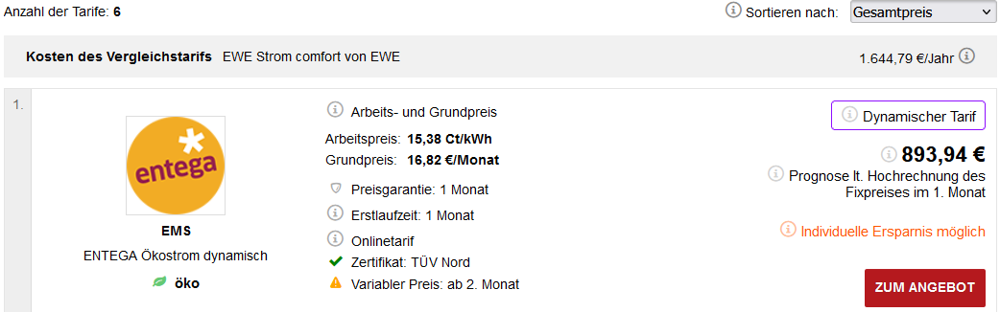 Anzahl der Tarife: 6
Sortieren nach: Gesamtpreis
Kosten des Vergleichstarifs EWE Strom comfort von EWE
1.644,79 €/Jahr
1.
entega
EMS
ENTEGA Ökostrom dynamisch
öko
Arbeits- und Grundpreis
Arbeitspreis: 15,38 Ct/kWh
Grundpreis: 16,82 €/Monat
Preisgarantie: 1 Monat
Erstlaufzeit: 1 Monat
Onlinetarif
Zertifikat: TÜV Nord
Variabler Preis: ab 2. Monat
Dynamischer Tarif
893,94 €
Prognose lt. Hochrechnung des
Fixpreises im 1. Monat
Individuelle Ersparnis möglich
ZUM ANGEBOT